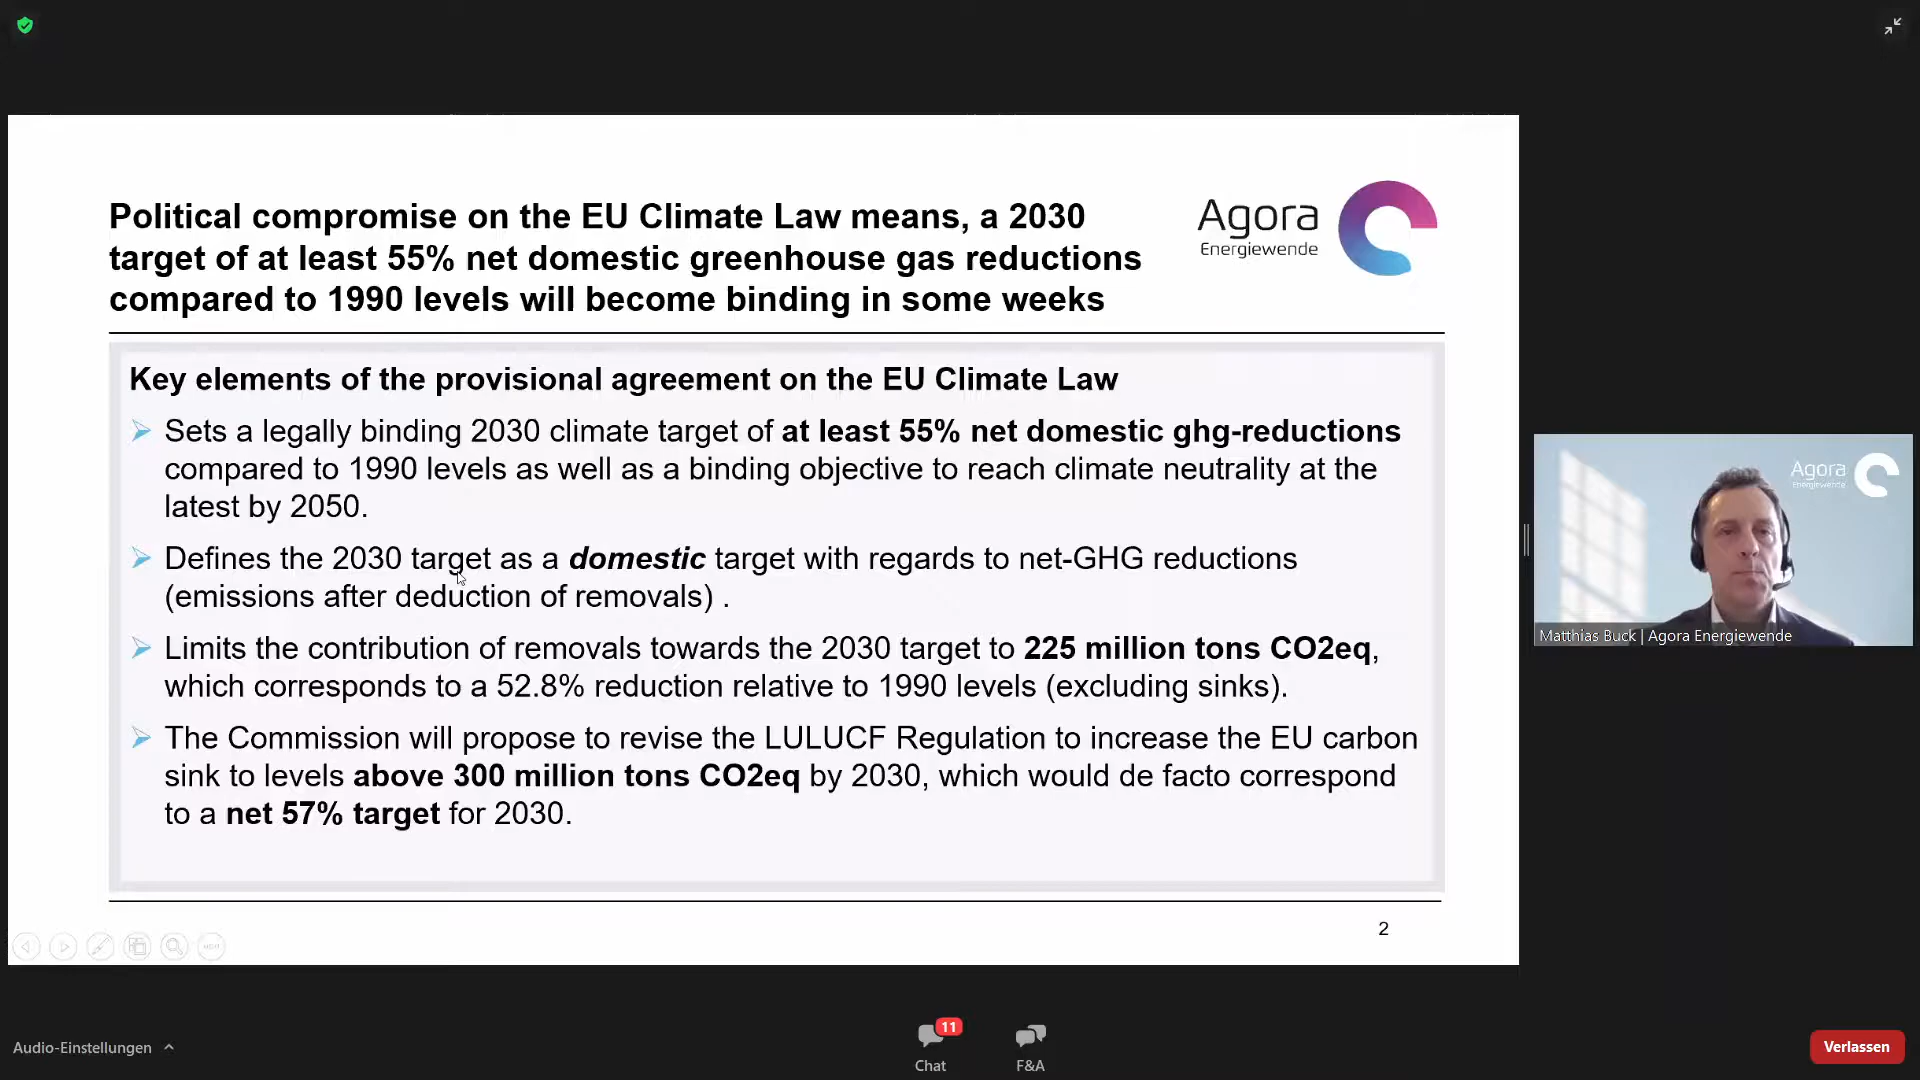 Political compromise on the EU Climate Law means, a 2030
target of at least 55% net domestic greenhouse gas reductions
compared to 1990 levels will become binding in some weeks
Agora
Energiewende
Key elements of the provisional agreement on the EU Climate Law
Sets a legally binding 2030 climate target of at least 55% net domestic ghg-reductions
compared to 1990 levels as well as a binding objective to reach climate neutrality at the
latest by 2050.
Defines the 2030 target as a domestic target with regards to net-GHG reductions
(emissions after deduction of removals) .
Limits the contribution of removals towards the 2030 target to 225 million tons CO2eq,
which corresponds to a 52.8% reduction relative to 1990 levels (excluding sinks).
The Commission will propose to revise the LULUCF Regulation to increase the EU carbon
sink to levels above 300 million tons CO2eq by 2030, which would de facto correspond
to a net 57% target for 2030.
2
Agora
Energiewende
Matthias Buck | Agora Energiewende
Audio-Einstellungen
11
Chat
F&A
Verlassen